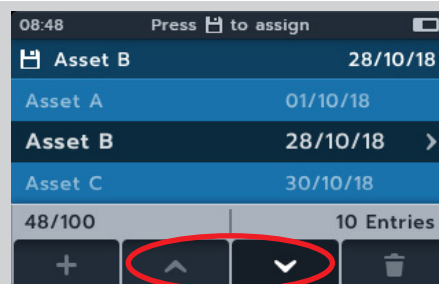 08:48 Press to assign
Asset B 28/10/18
Asset A 01/10/18
Asset B 28/10/18
Asset C 30/10/18
48/100 10 Entries